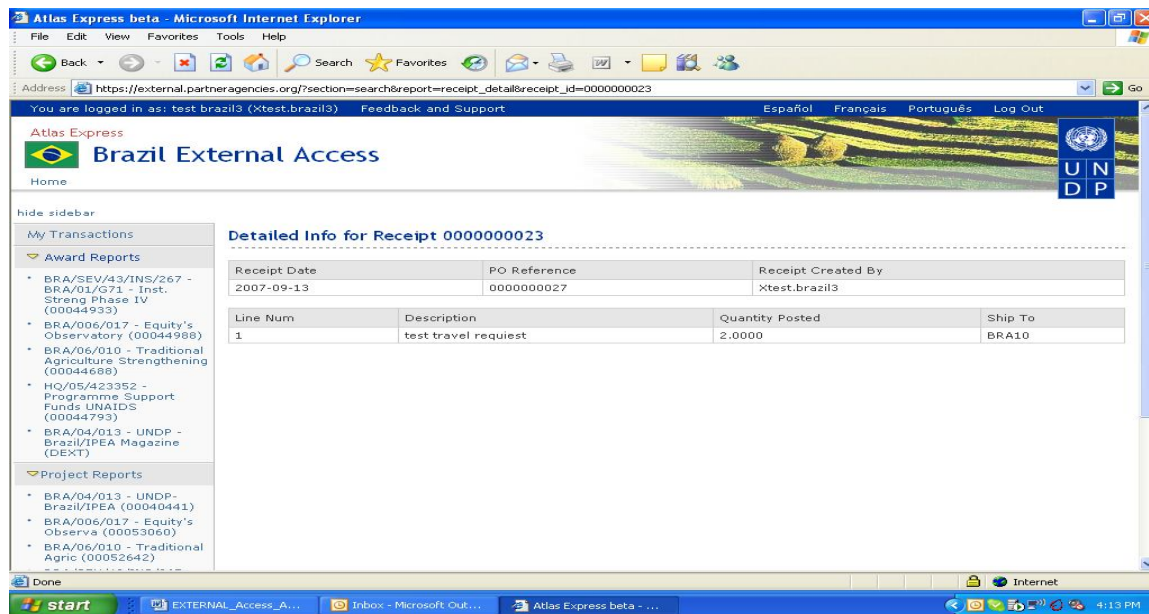 Atlas Express beta - Microsoft Internet Explorer
File Edit View Favorites Tools Help
Back Search Favorites
Address https://external.partneragencies.org/?section=search&report=receipt_detail&receipt_id=0000000023 Go
You are logged in as: test brazil3 (Xtest.brazil3) Feedback and Support Español Français Português Log Out
Atlas Express
Brazil External Access
U N
D P
Home
hide sidebar
My Transactions
Award Reports
BRA/SEV/43/INS/267 -
BRA/01/G71 - Inst.
Streng Phase IV
(00044933)
BRA/006/017 - Equity's
Observatory (00044988)
BRA/06/010 - Traditional
Agriculture Strengthening
(00044688)
HQ/05/423352 -
Programme Support
Funds UNAIDS
(00044793)
BRA/04/013 - UNDP -
Brazil/IPEA Magazine
(DEXT)
Project Reports
BRA/04/013 - UNDP-
Brazil/IPEA (00040441)
BRA/006/017 - Equity's
Observa (00053060)
BRA/06/010 - Traditional
Agric (00052642)
Detailed Info for Receipt 0000000023
Receipt Date PO Reference Receipt Created By
2007-09-13 0000000027 Xtest.brazil3
Line Num Description Quantity Posted Ship To
1 test travel requiest 2.0000 BRA10
Done Internet
start EXTERNAL_Access_A... Inbox - Microsoft Out... Atlas Express beta - ... 4:13 PM